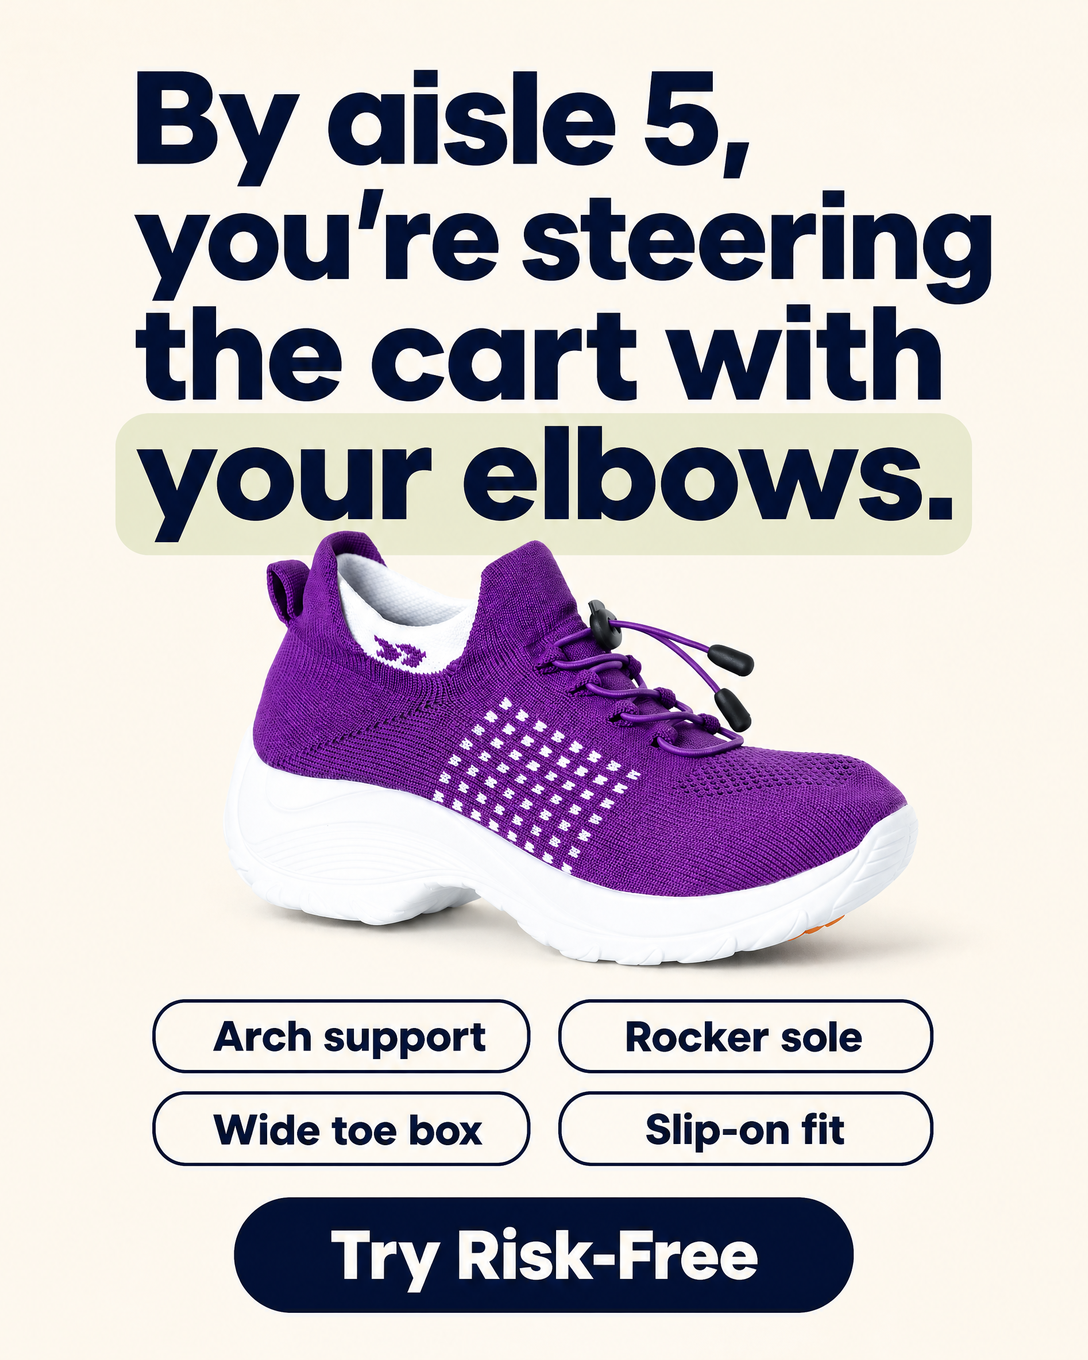 By aisle 5,
you’re steering
the cart with
your elbows.
Arch support
Rocker sole
Wide toe box
Slip-on fit
Try Risk-Free